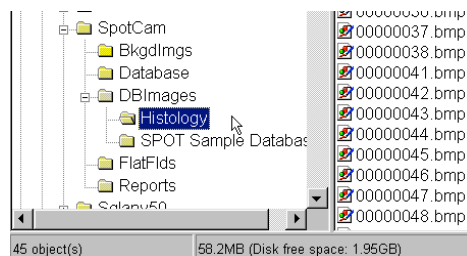 SpotCam
BkgdImgs
Database
DBImages
Histology
SPOT Sample Databas
FlatFlds
Reports
00000037.bmp
00000038.bmp
00000041.bmp
00000042.bmp
00000043.bmp
00000044.bmp
00000045.bmp
00000046.bmp
00000047.bmp
00000048.bmp
45 object(s)
58.2MB (Disk free space: 1.95GB)